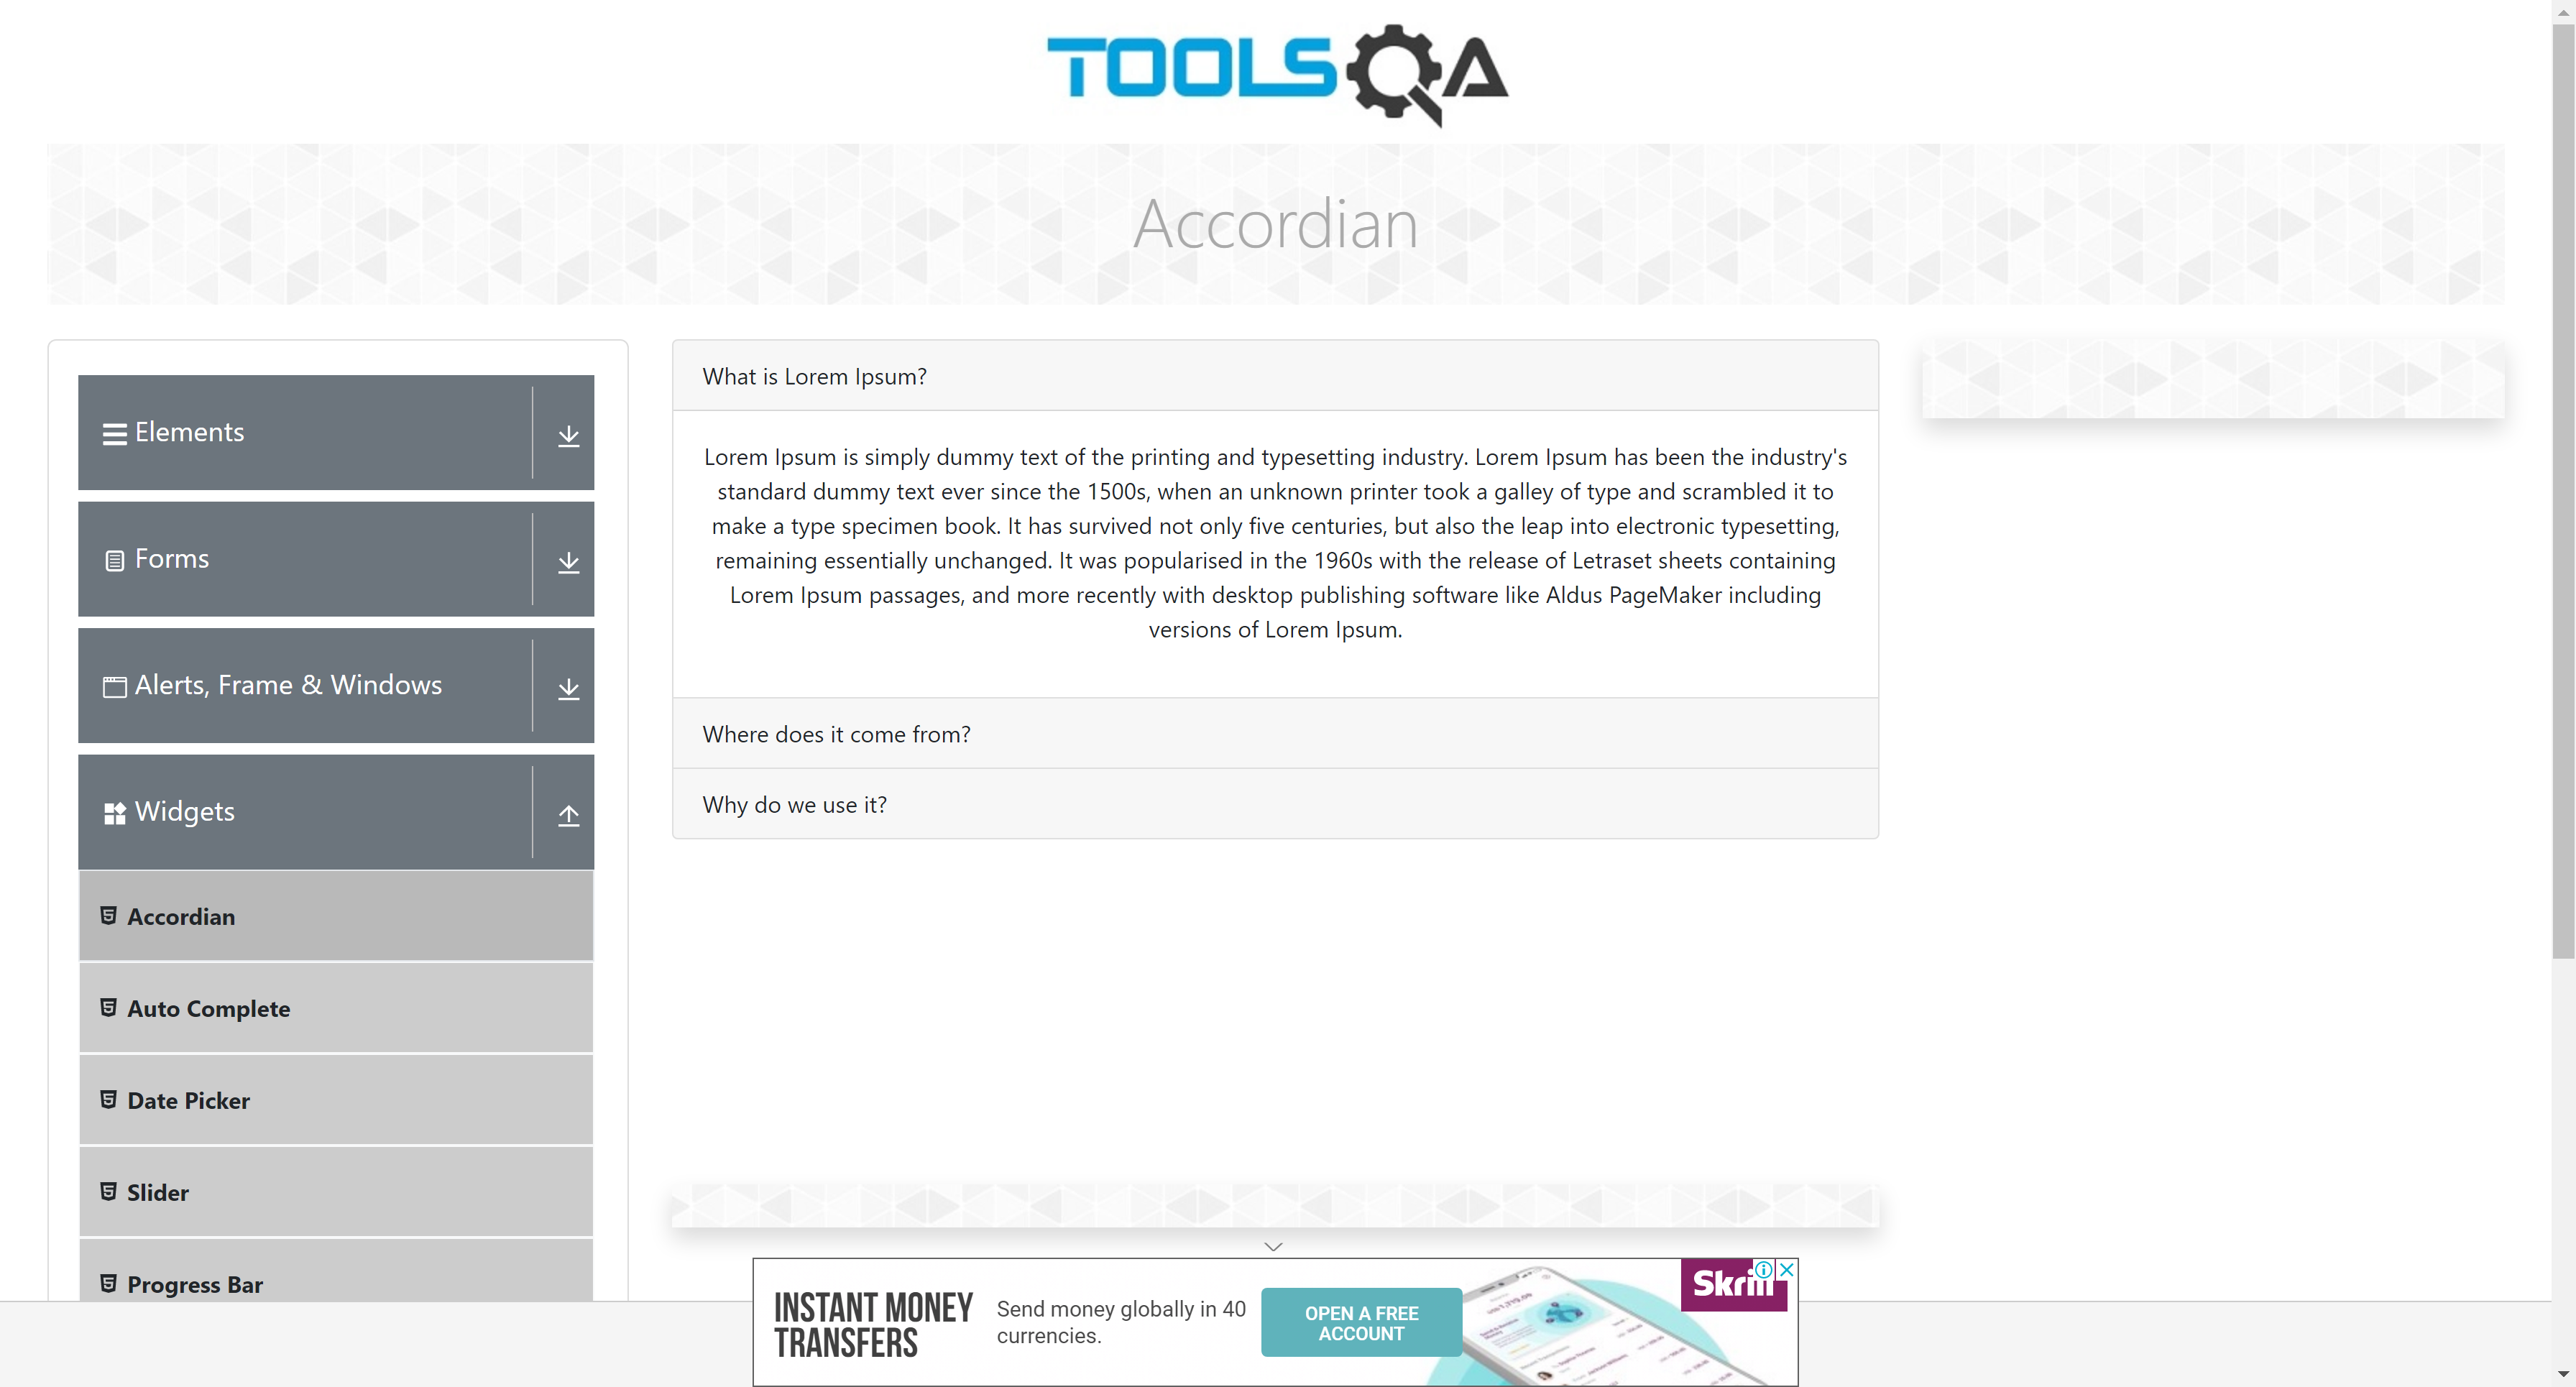 TOOLSQA
Accordian
Elements
Forms
Alerts, Frame & Windows
Widgets
Accordian
Auto Complete
Date Picker
Slider
Progress Bar
What is Lorem Ipsum?
Lorem Ipsum is simply dummy text of the printing and typesetting industry. Lorem Ipsum has been the industry's
standard dummy text ever since the 1500s, when an unknown printer took a galley of type and scrambled it to
make a type specimen book. It has survived not only five centuries, but also the leap into electronic typesetting,
remaining essentially unchanged. It was popularised in the 1960s with the release of Letraset sheets containing
Lorem Ipsum passages, and more recently with desktop publishing software like Aldus PageMaker including
versions of Lorem Ipsum.
Where does it come from?
Why do we use it?
INSTANT MONEY
TRANSFERS
Send money globally in 40
currencies.
OPEN A FREE
ACCOUNT
Skrill